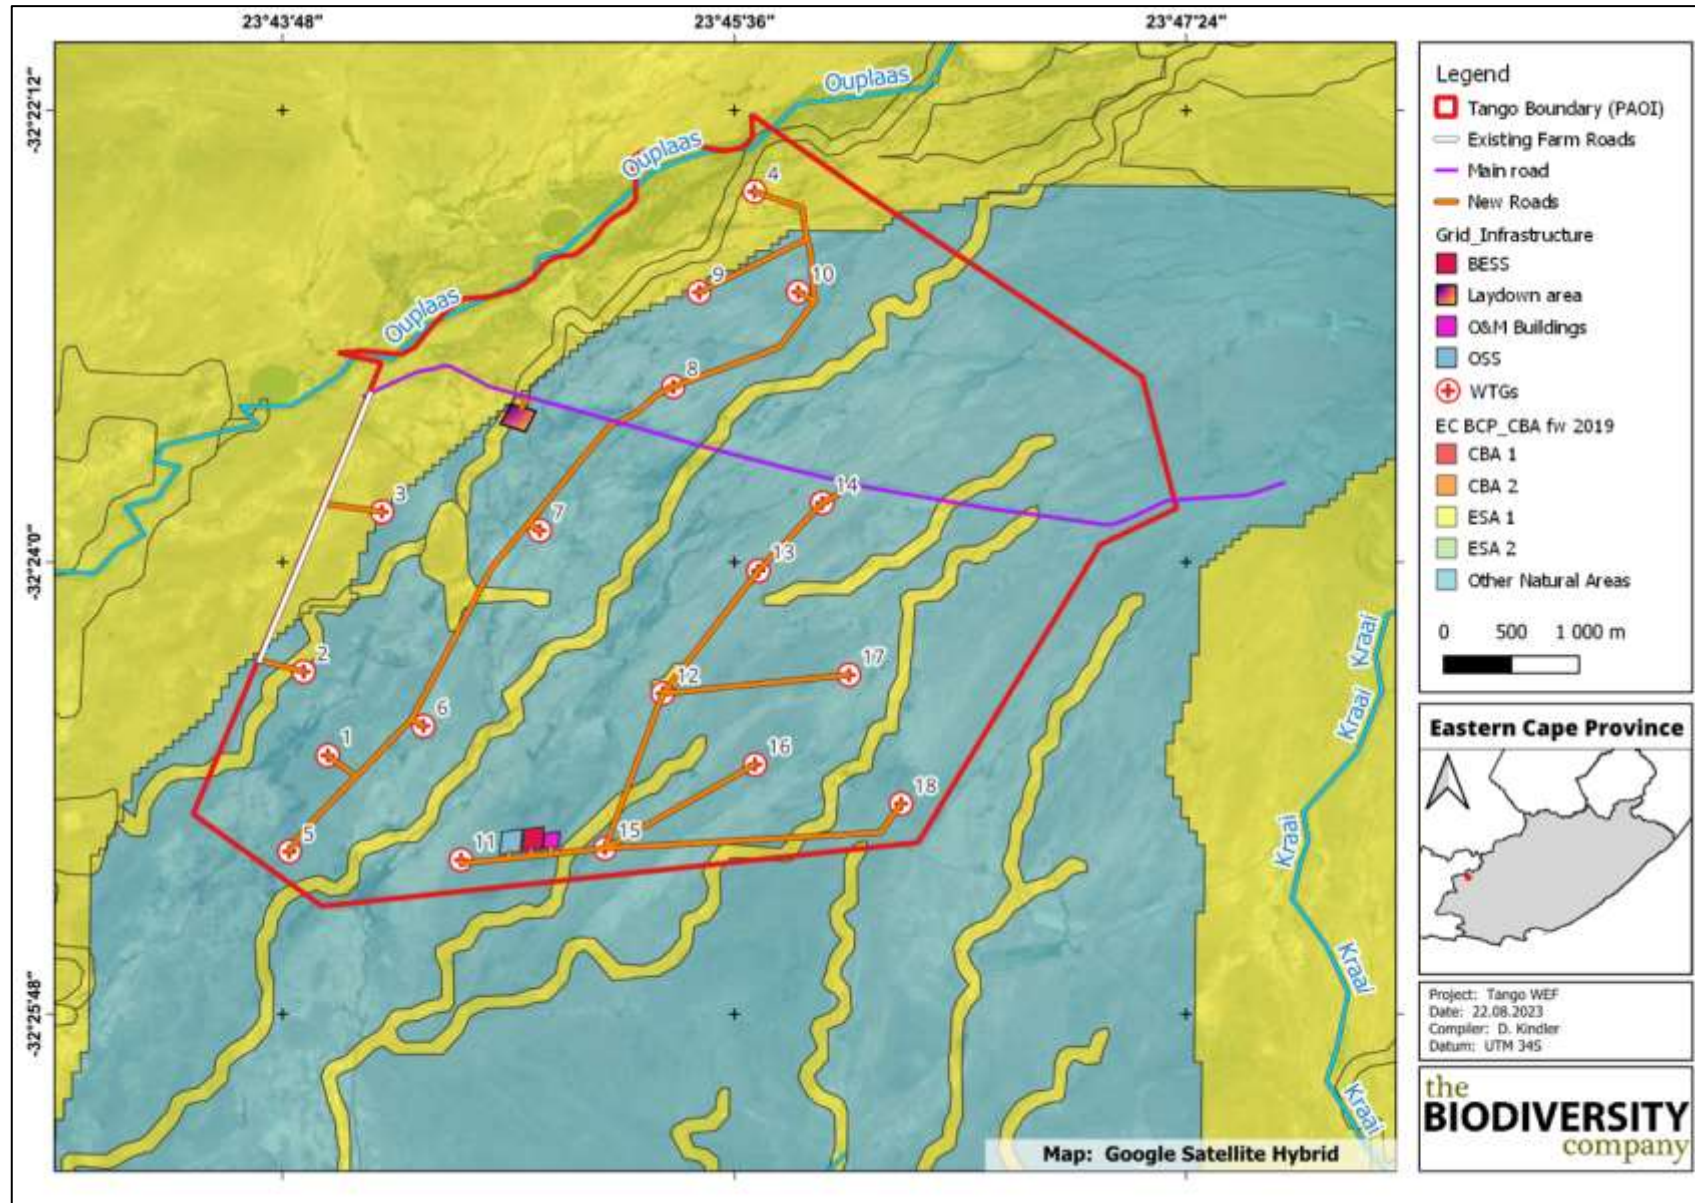 23°43'48"
23°45'36"
23°47'24"
-32°22'12"
-32°24'0"
-32°25'48"
Ouplaas
Ouplaas
Ouplaas
4
9
10
8
3
7
14
13
2
12
17
6
1
16
18
5
11
15
Kraai
Kraai
Kraai
Kraai
Kraai
Map: Google Satellite Hybrid
Legend
Tango Boundary (PAOI)
Existing Farm Roads
Main road
New Roads
Grid_Infrastructure
BESS
Laydown area
O&M Buildings
OSS
WTGs
EC BCP_CBA fw 2019
CBA 1
CBA 2
ESA 1
ESA 2
Other Natural Areas
0 500 1 000 m
Eastern Cape Province
Project: Tango WEF
Date: 22.08.2023
Compiler: D. Kindler
Datum: UTM 34S
the
BIODIVERSITY
company